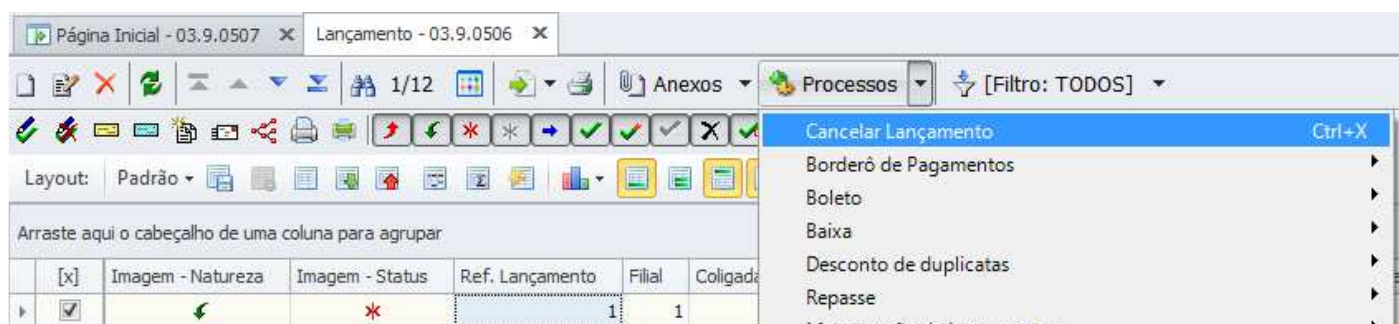 Página Inicial - 03.9.0507 Lançamento - 03.9.0506
1/12 Anexos Processos [Filtro: TODOS]
Cancelar Lançamento Ctrl+X
Borderô de Pagamentos
Layout: Padrão
Boleto
Arraste aqui o cabeçalho de uma coluna para agrupar
Baixa
Desconto de duplicatas
[x] Imagem - Natureza Imagem - Status Ref. Lançamento Filial Coligada
Repasse
1 1